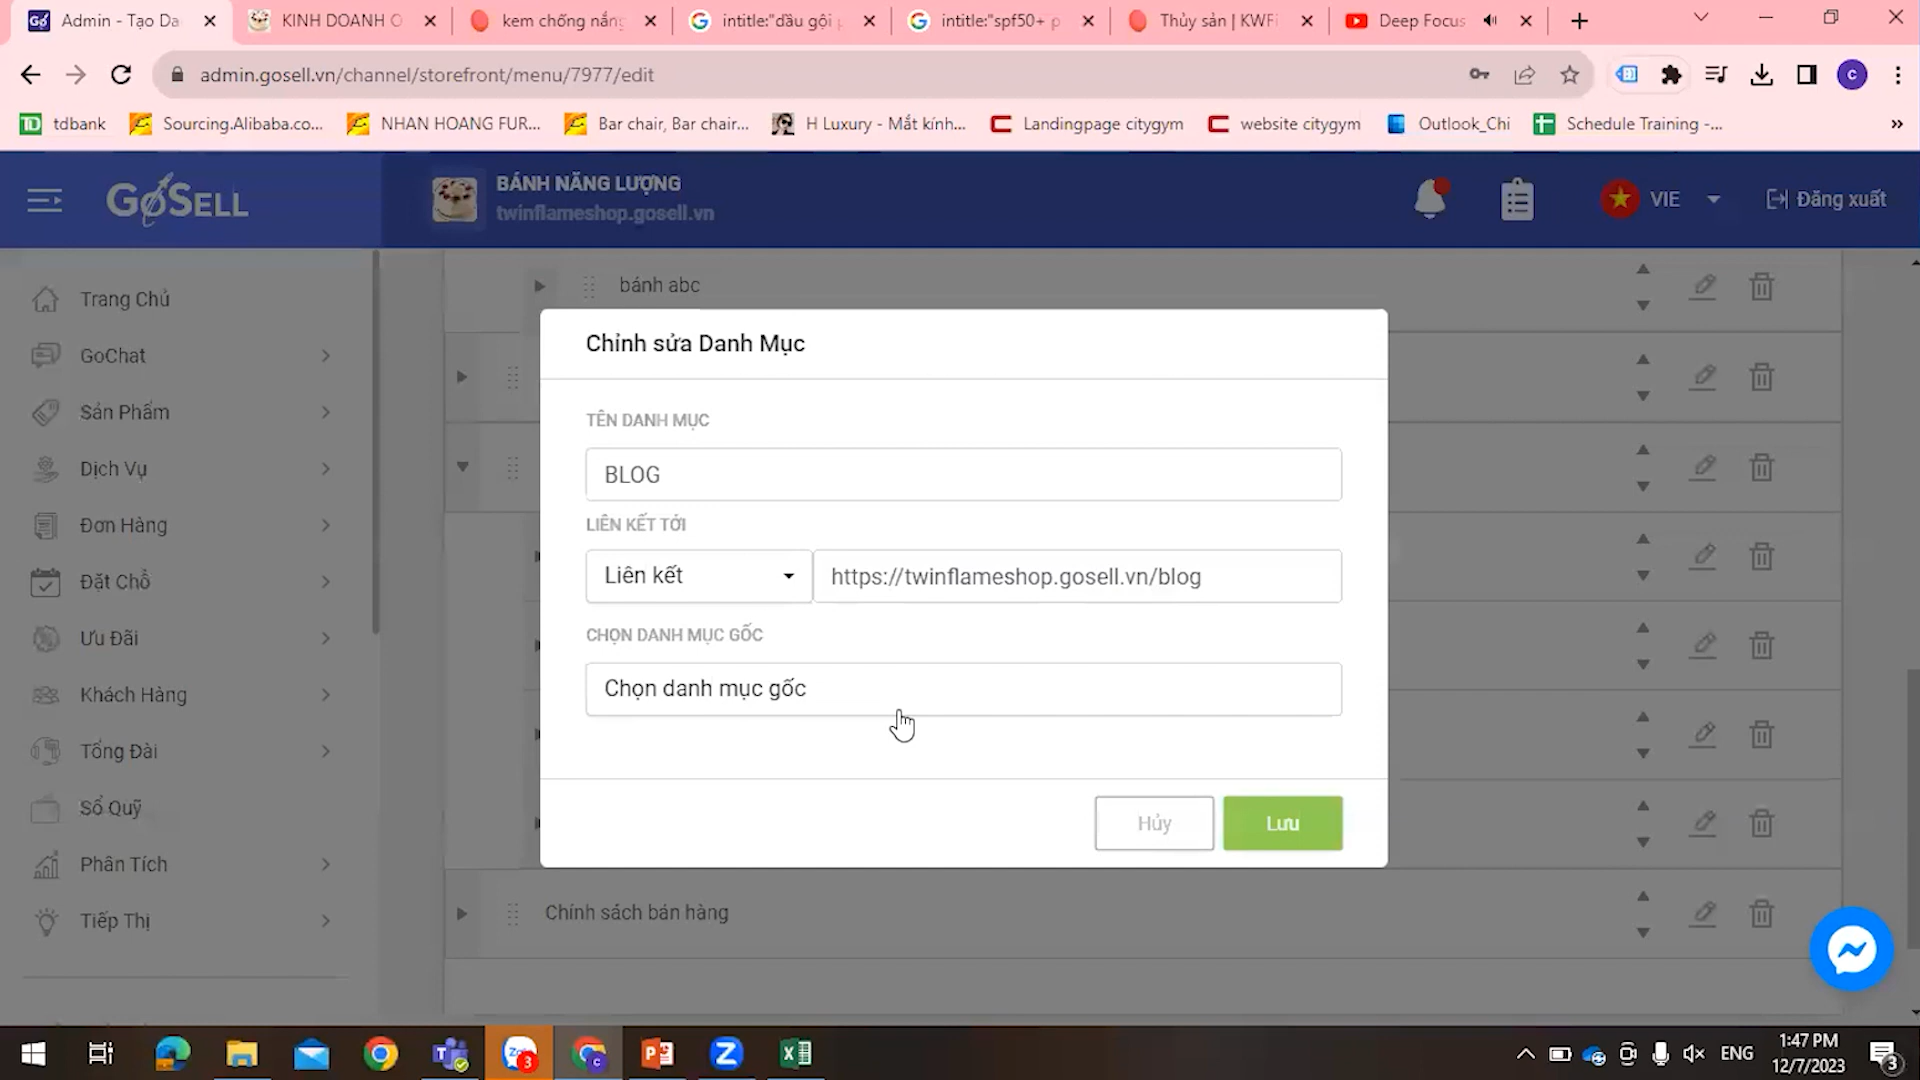 Admin - Tạo Da
KINH DOANH O
kem chống nắng
intitle:"dầu gội p
intitle:"spf50+ p
Thủy sản | KWFi
Deep Focus
admin.gosell.vn/channel/storefront/menu/7977/edit
tdbank
Sourcing.Alibaba.co...
NHAN HOANG FUR...
Bar chair, Bar chair...
H Luxury - Mắt kính...
Landingpage citygym
website citygym
Outlook_Chi
Schedule Training -...
GoSELL
BÁNH NĂNG LƯỢNG
twinflameshop.gosell.vn
VIE
Đăng xuất
Trang Chủ
GoChat
Sản Phẩm
Dịch Vụ
Đơn Hàng
Đặt Chỗ
Ưu Đãi
Khách Hàng
Tổng Đài
Sổ Quỹ
Phân Tích
Tiếp Thị
bánh abc
Chỉnh sửa Danh Mục
TÊN DANH MỤC
BLOG
LIÊN KẾT TỚI
Liên kết
https://twinflameshop.gosell.vn/blog
CHỌN DANH MỤC GỐC
Chọn danh mục gốc
Hủy
Lưu
Chính sách bán hàng
ENG
1:47 PM
12/7/2023
3